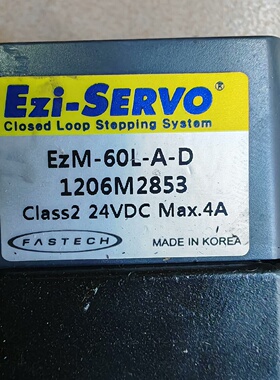 Ezi-SERVO®
Closed Loop Stepping System
EzM-60L-A-D
1206M2853
Class2 24VDC Max.4A
FASTECH
MADE IN KOREA